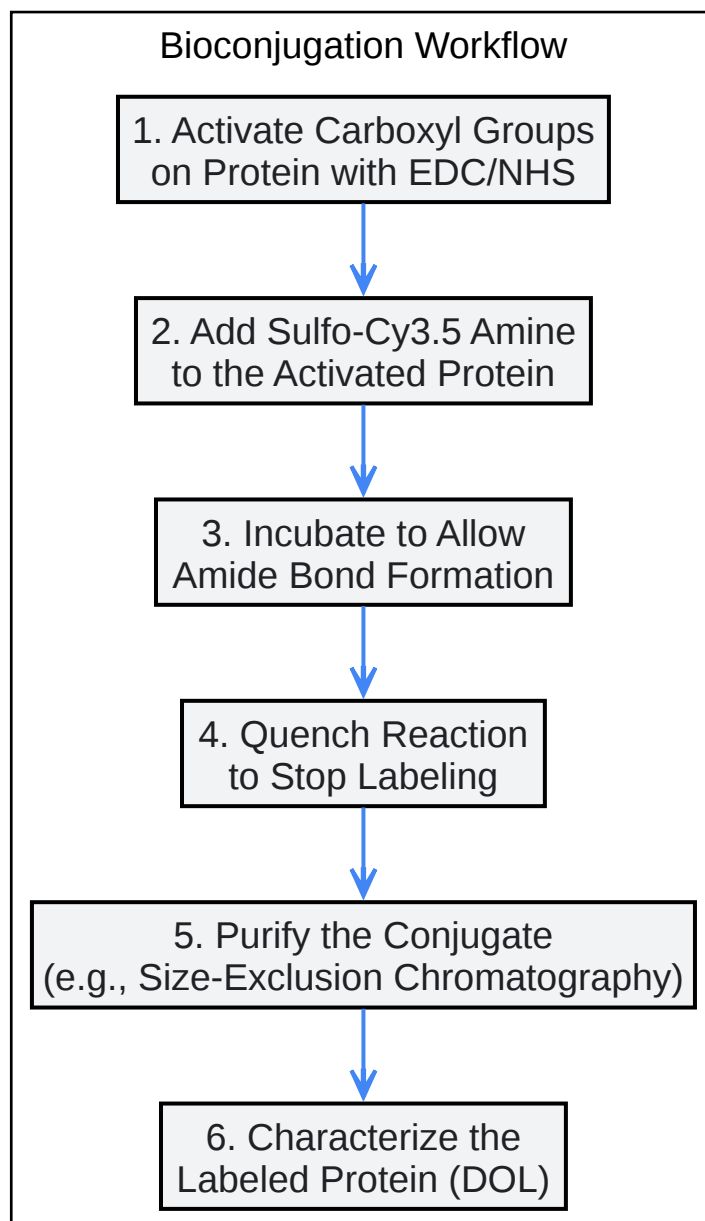 Bioconjugation Workflow
1. Activate Carboxyl Groups
on Protein with EDC/NHS
2. Add Sulfo-Cy3.5 Amine
to the Activated Protein
3. Incubate to Allow
Amide Bond Formation
4. Quench Reaction
to Stop Labeling
5. Purify the Conjugate
(e.g., Size-Exclusion Chromatography)
6. Characterize the
Labeled Protein (DOL)